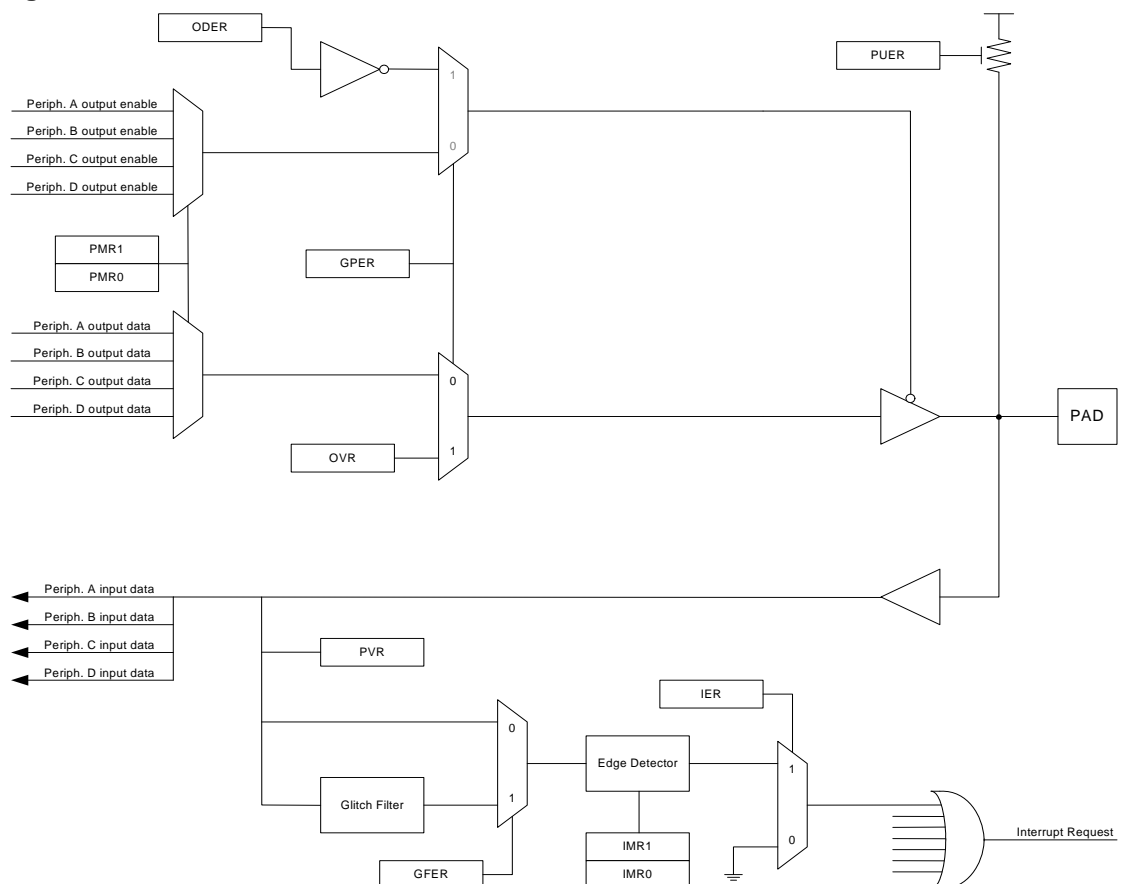 ODER
PUER
1
Periph. A output enable
Periph. B output enable
0
Periph. C output enable
Periph. D output enable
PMR1
GPER
PMR0
Periph. A output data
Periph. B output data
0
Periph. C output data
Periph. D output data
PAD
1
OVR
Periph. A input data
Periph. B input data
PVR
Periph. C input data
Periph. D input data
IER
0
Edge Detector
1
Glitch Filter
1
Interrupt Request
IMR1
0
GFER
IMR0